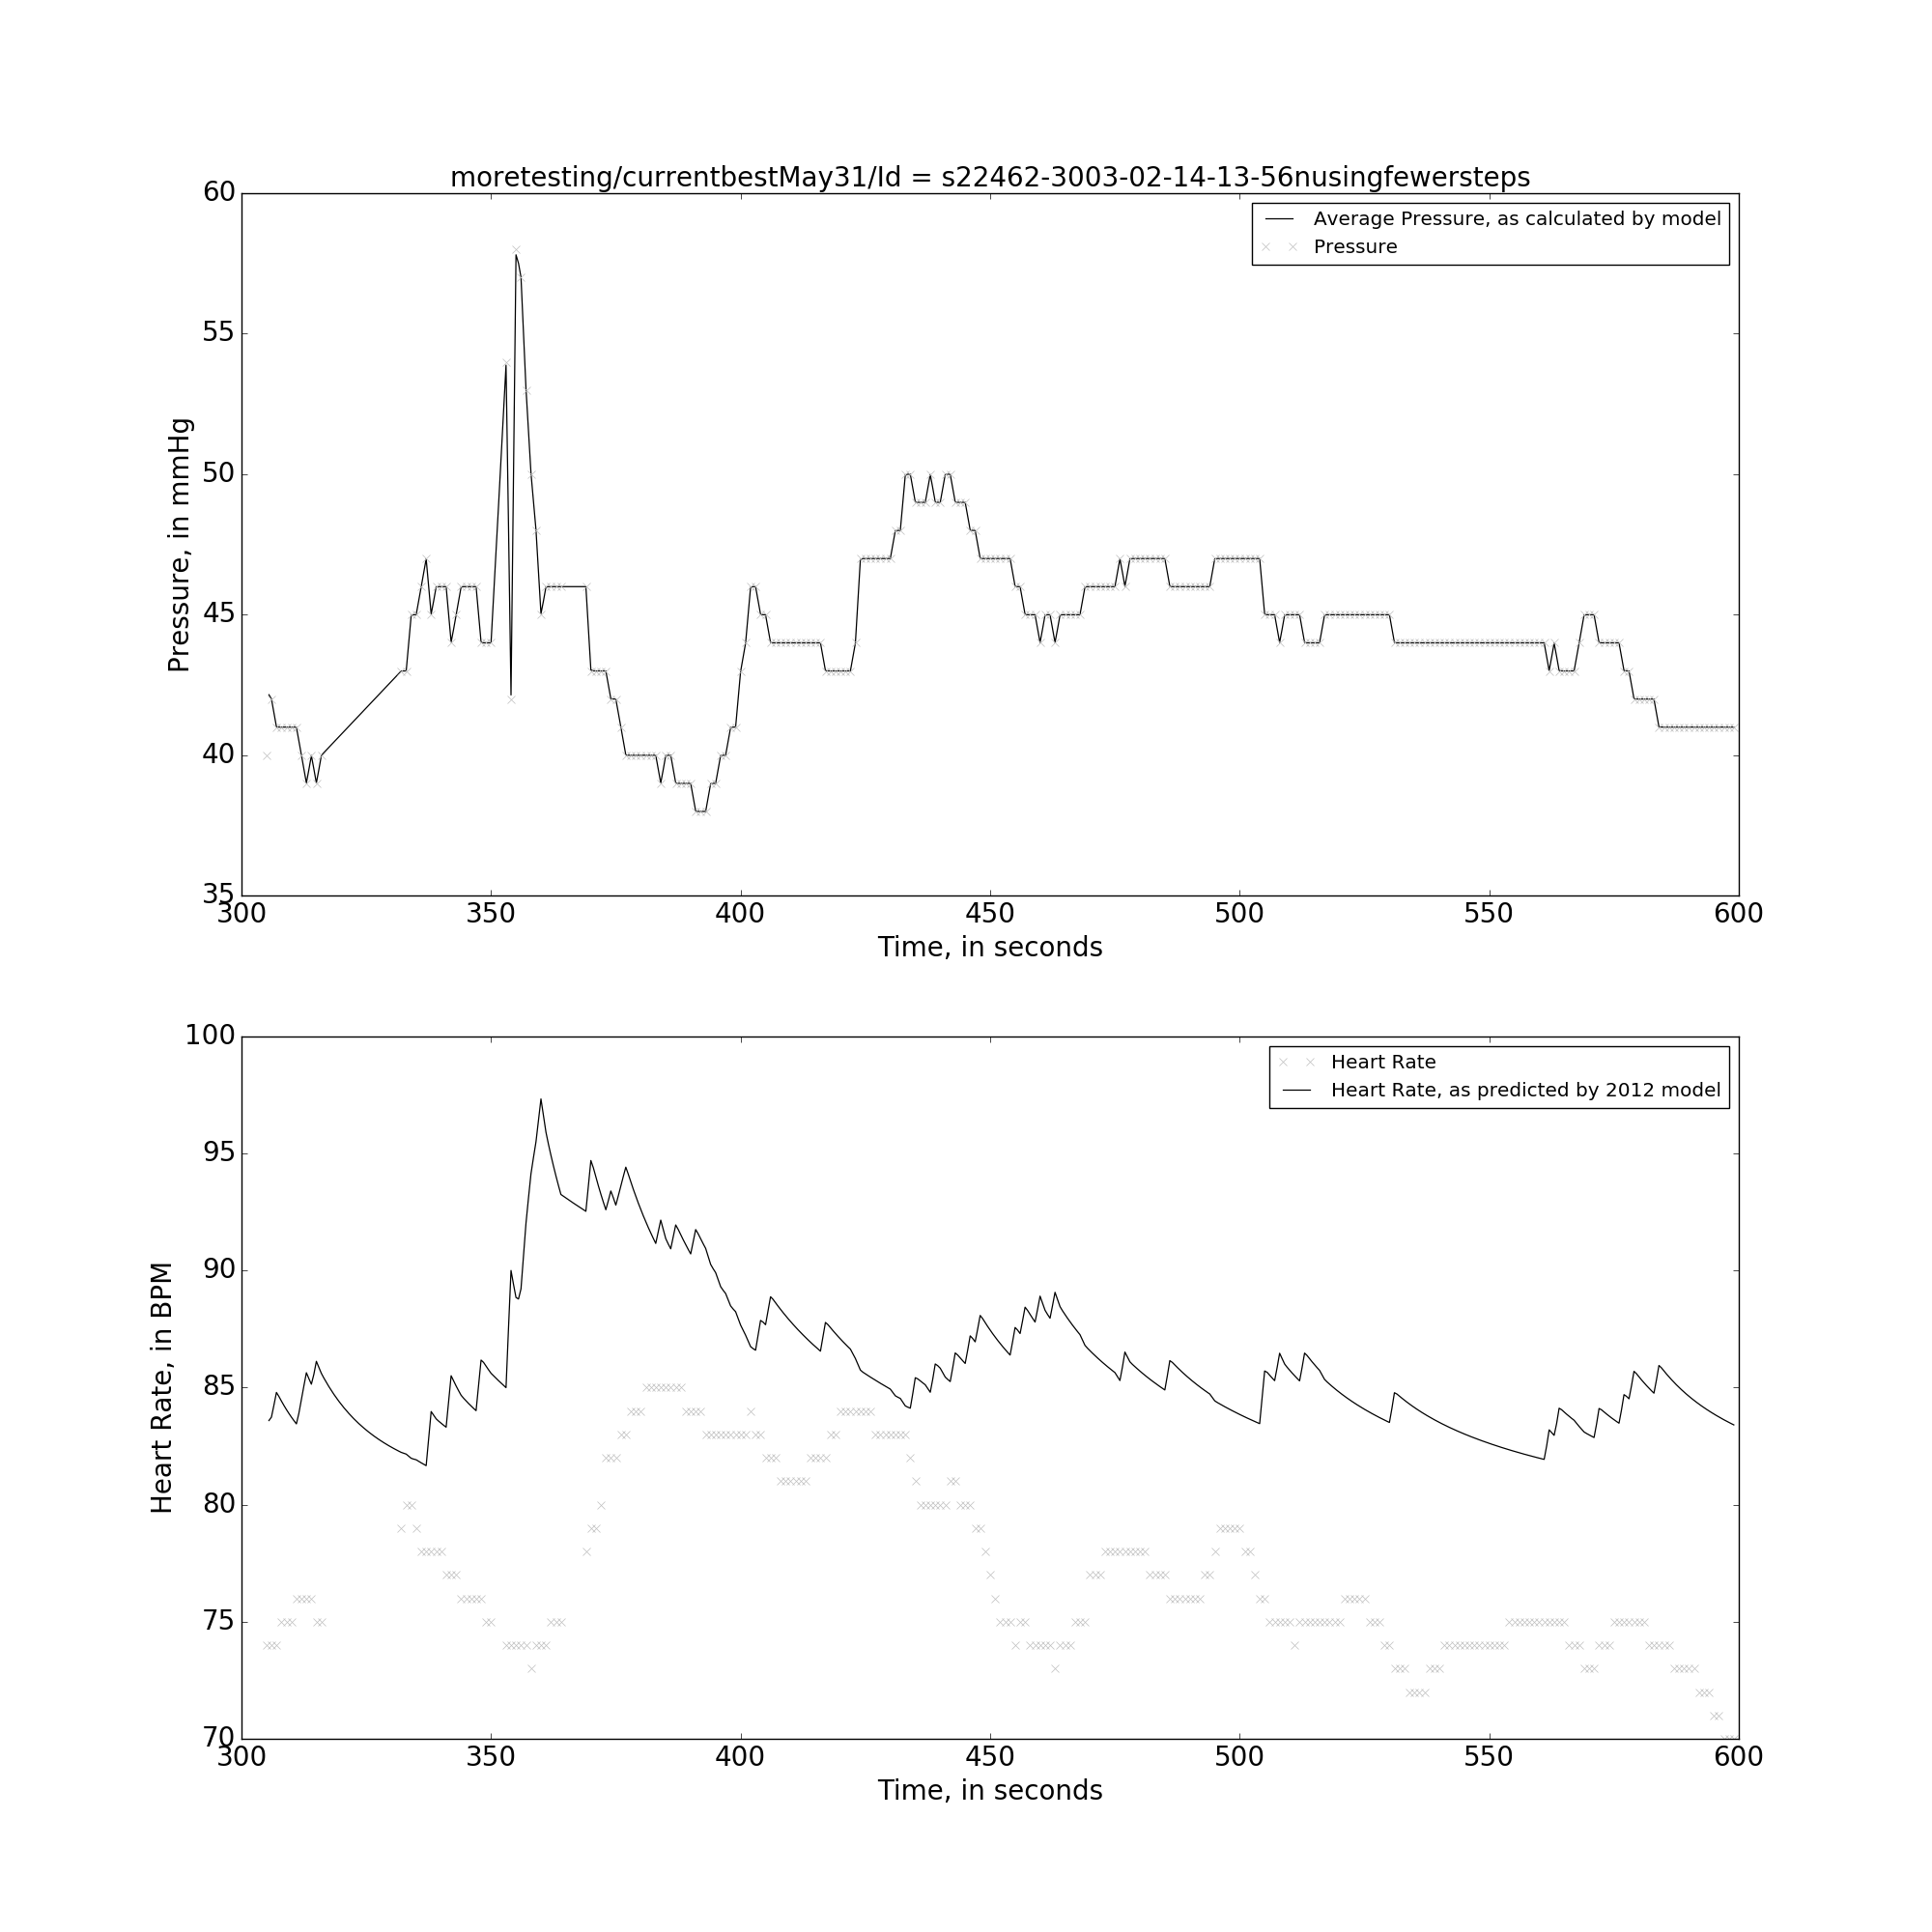 moretesting/currentbestMay31/Id = s22462-3003-02-14-13-56nusingfewersteps
60
55
50
45
40
35
Pressure, in mmHg
Average Pressure, as calculated by model
Pressure
300 350 400 450 500 550 600
Time, in seconds
100
95
90
85
80
75
70
Heart Rate, in BPM
Heart Rate
Heart Rate, as predicted by 2012 model
300 350 400 450 500 550 600
Time, in seconds